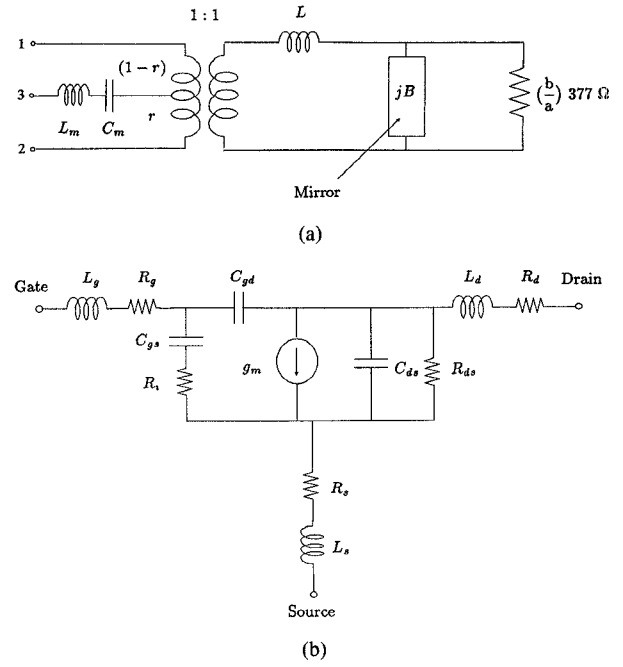 1 : 1
L
1
(1 − r)
3
jB
(b/a) 377 Ω
L_m
C_m
r
2
Mirror
(a)
Gate
L_g
R_g
C_gd
L_d
R_d
Drain
C_gs
g_m
C_ds
R_ds
R_i
R_s
L_s
Source
(b)